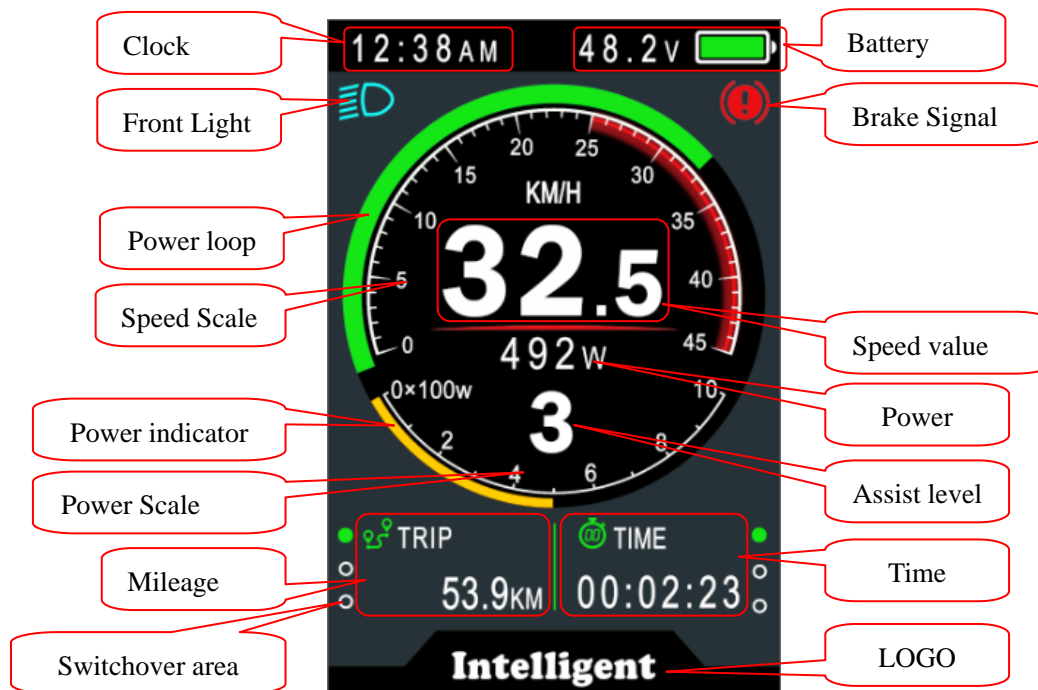 Clock
12:38AM
48.2V
Battery
Front Light
Brake Signal
20
25
15
30
KM/H
10
35
Power loop
32.5
5
40
Speed Scale
0
45
Speed value
492W
0×100w
10
Power
3
Power indicator
2
8
4
6
Power Scale
Assist level
TRIP
00
TIME
Mileage
53.9KM
00:02:23
Time
Switchover area
Intelligent
LOGO